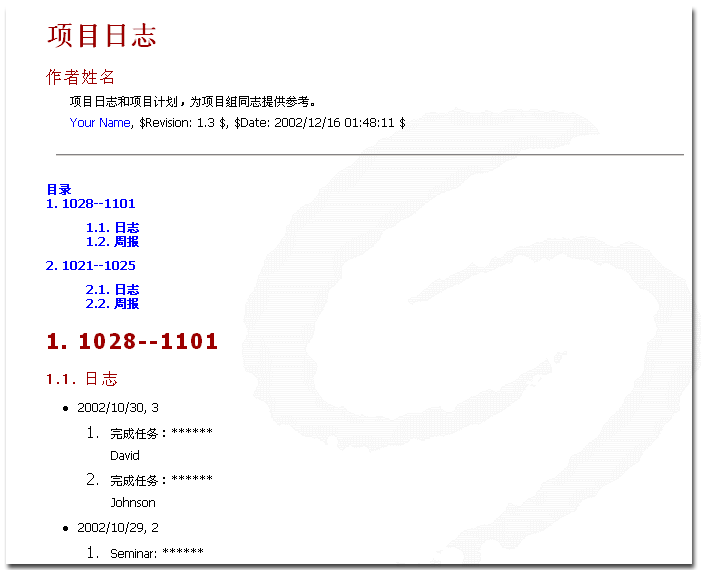 项目日志
作者姓名
项目日志和项目计划，为项目组同志提供参考。
Your Name, $Revision: 1.3 $, $Date: 2002/12/16 01:48:11 $
目录
1. 1028--1101
1.1. 日志
1.2. 周报
2. 1021--1025
2.1. 日志
2.2. 周报
1. 1028--1101
1.1. 日志
• 2002/10/30, 3
1. 完成任务：******
David
2. 完成任务：******
Johnson
• 2002/10/29, 2
1. Seminar: ******